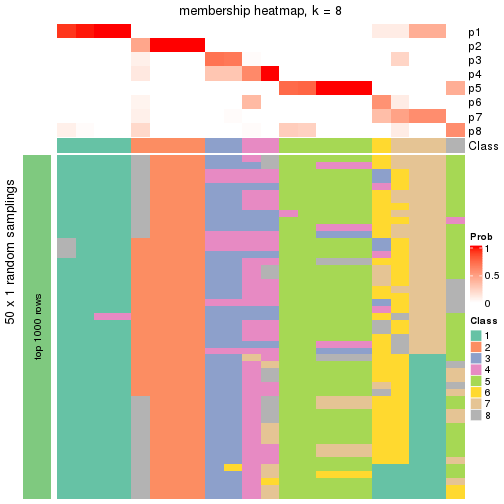 membership heatmap, k = 8
p1
p2
p3
p4
p5
p6
p7
p8
Class
50 x 1 random samplings
top 1000 rows
Prob
1
0.5
0
Class
1
2
3
4
5
6
7
8